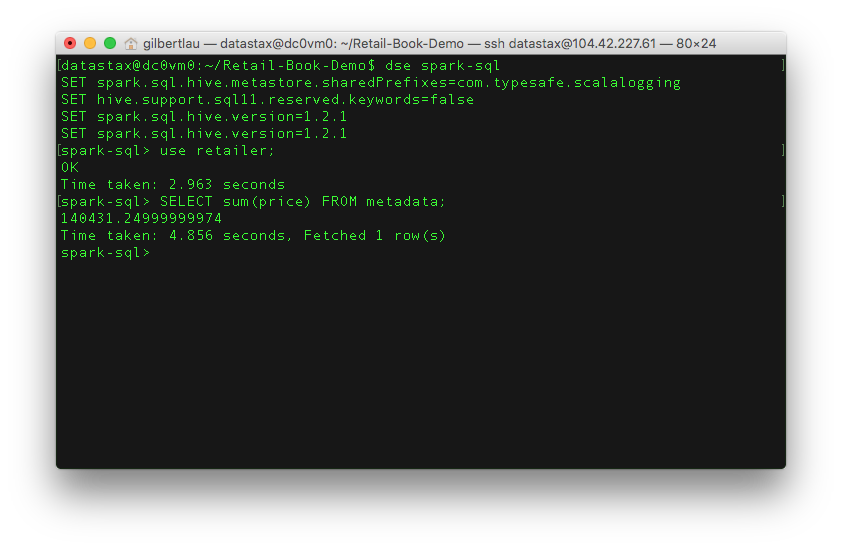 gilbertlau — datastax@dc0vm0: ~/Retail-Book-Demo — ssh datastax@104.42.227.61 — 80×24
[datastax@dc0vm0:~/Retail-Book-Demo$ dse spark-sql ]
SET spark.sql.hive.metastore.sharedPrefixes=com.typesafe.scalalogging
SET hive.support.sql11.reserved.keywords=false
SET spark.sql.hive.version=1.2.1
SET spark.sql.hive.version=1.2.1
[spark-sql> use retailer; ]
OK
Time taken: 2.963 seconds
[spark-sql> SELECT sum(price) FROM metadata; ]
140431.24999999974
Time taken: 4.856 seconds, Fetched 1 row(s)
spark-sql>